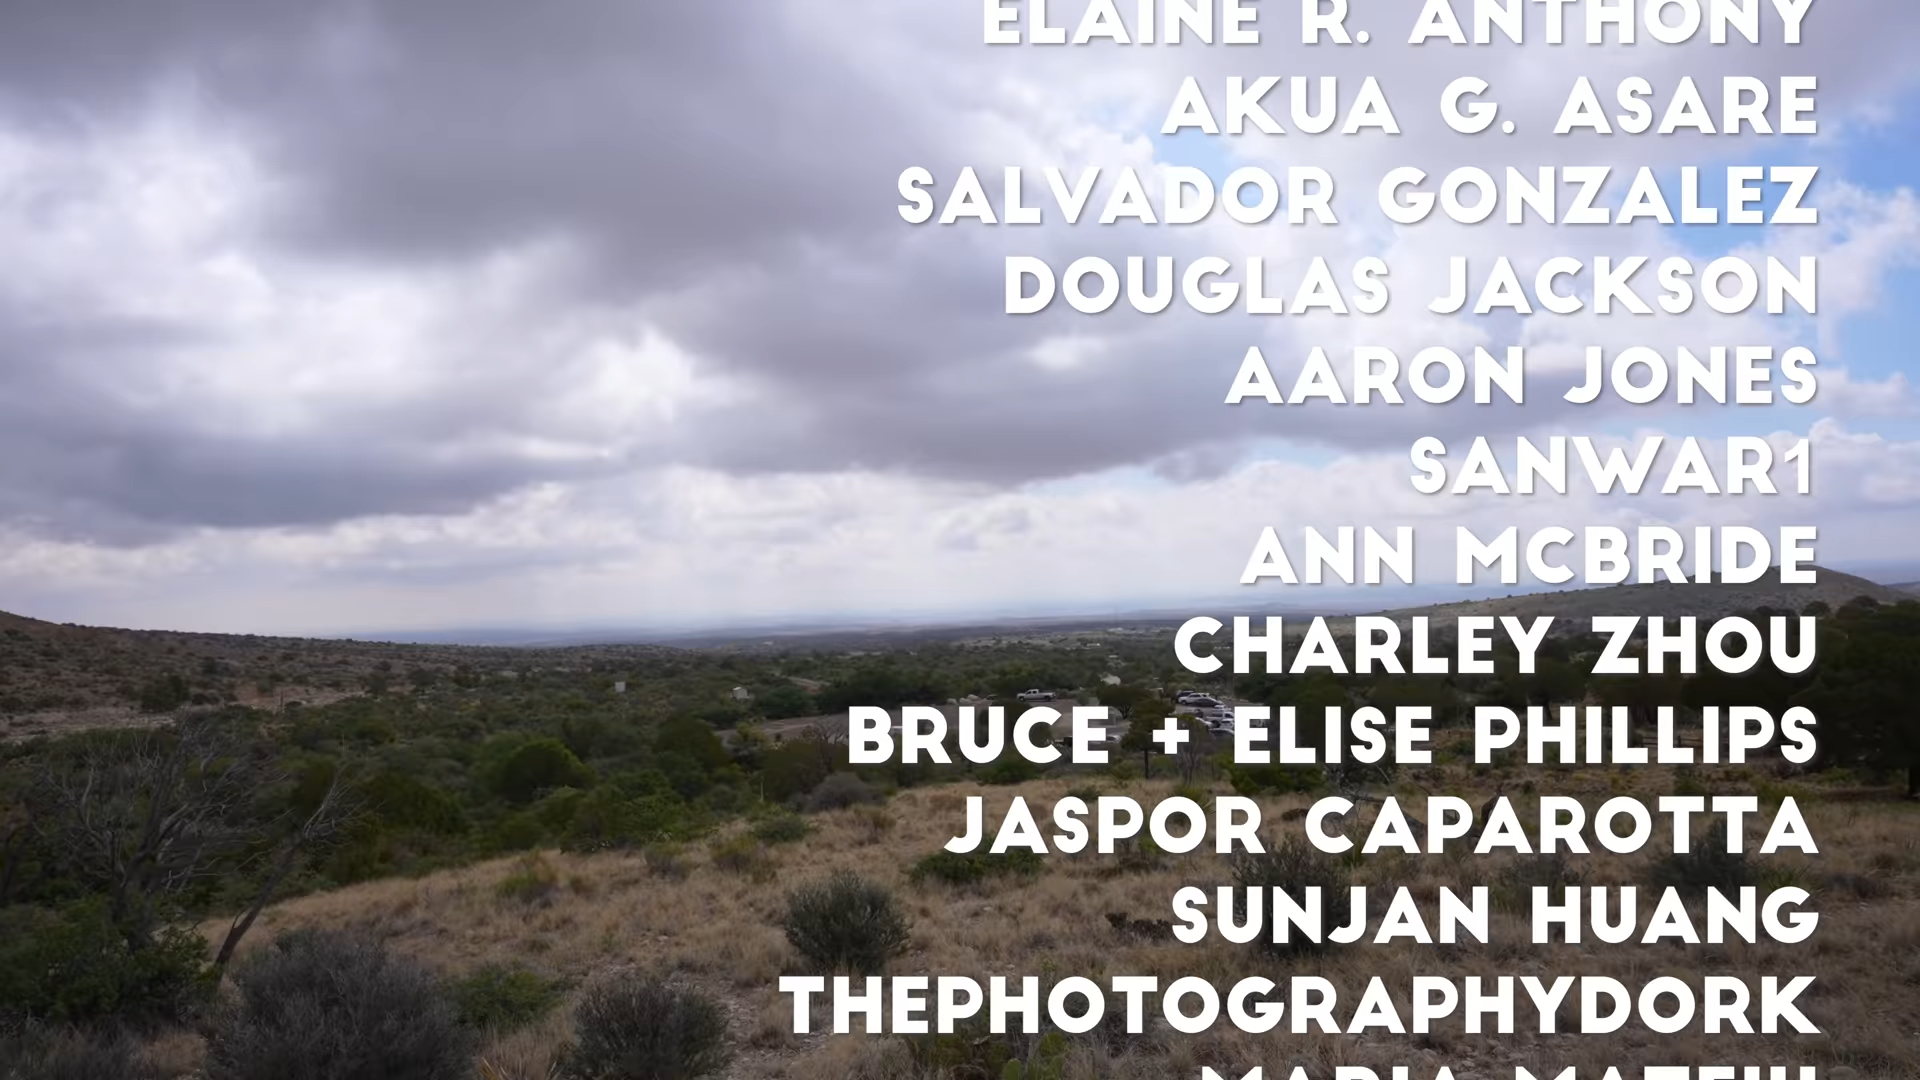 ELAINE R. ANTHONY
AKUA G. ASARE
SALVADOR GONZALEZ
DOUGLAS JACKSON
AARON JONES
SANWAR1
ANN MCBRIDE
CHARLEY ZHOU
BRUCE + ELISE PHILLIPS
JASPOR CAPAROTTA
SUNJAN HUANG
THEPHOTOGRAPHYDORK
MARIA